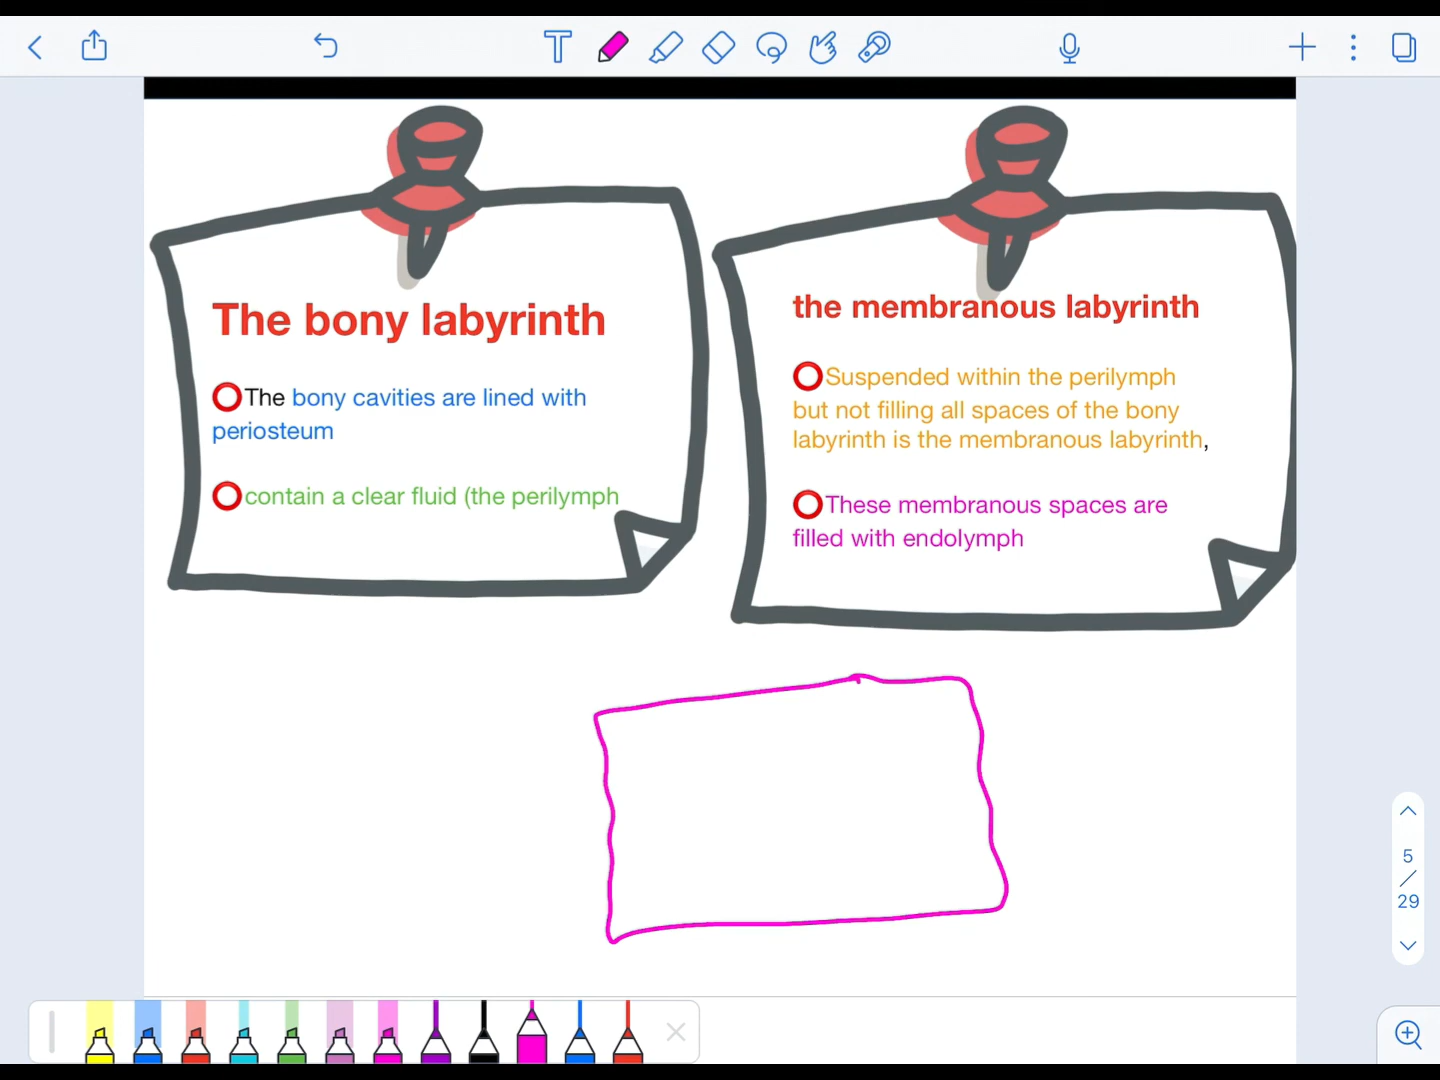 The bony labyrinth
The bony cavities are lined with
periosteum
contain a clear fluid (the perilymph
the membranous labyrinth
Suspended within the perilymph
but not filling all spaces of the bony
labyrinth is the membranous labyrinth,
These membranous spaces are
filled with endolymph
5
/
29